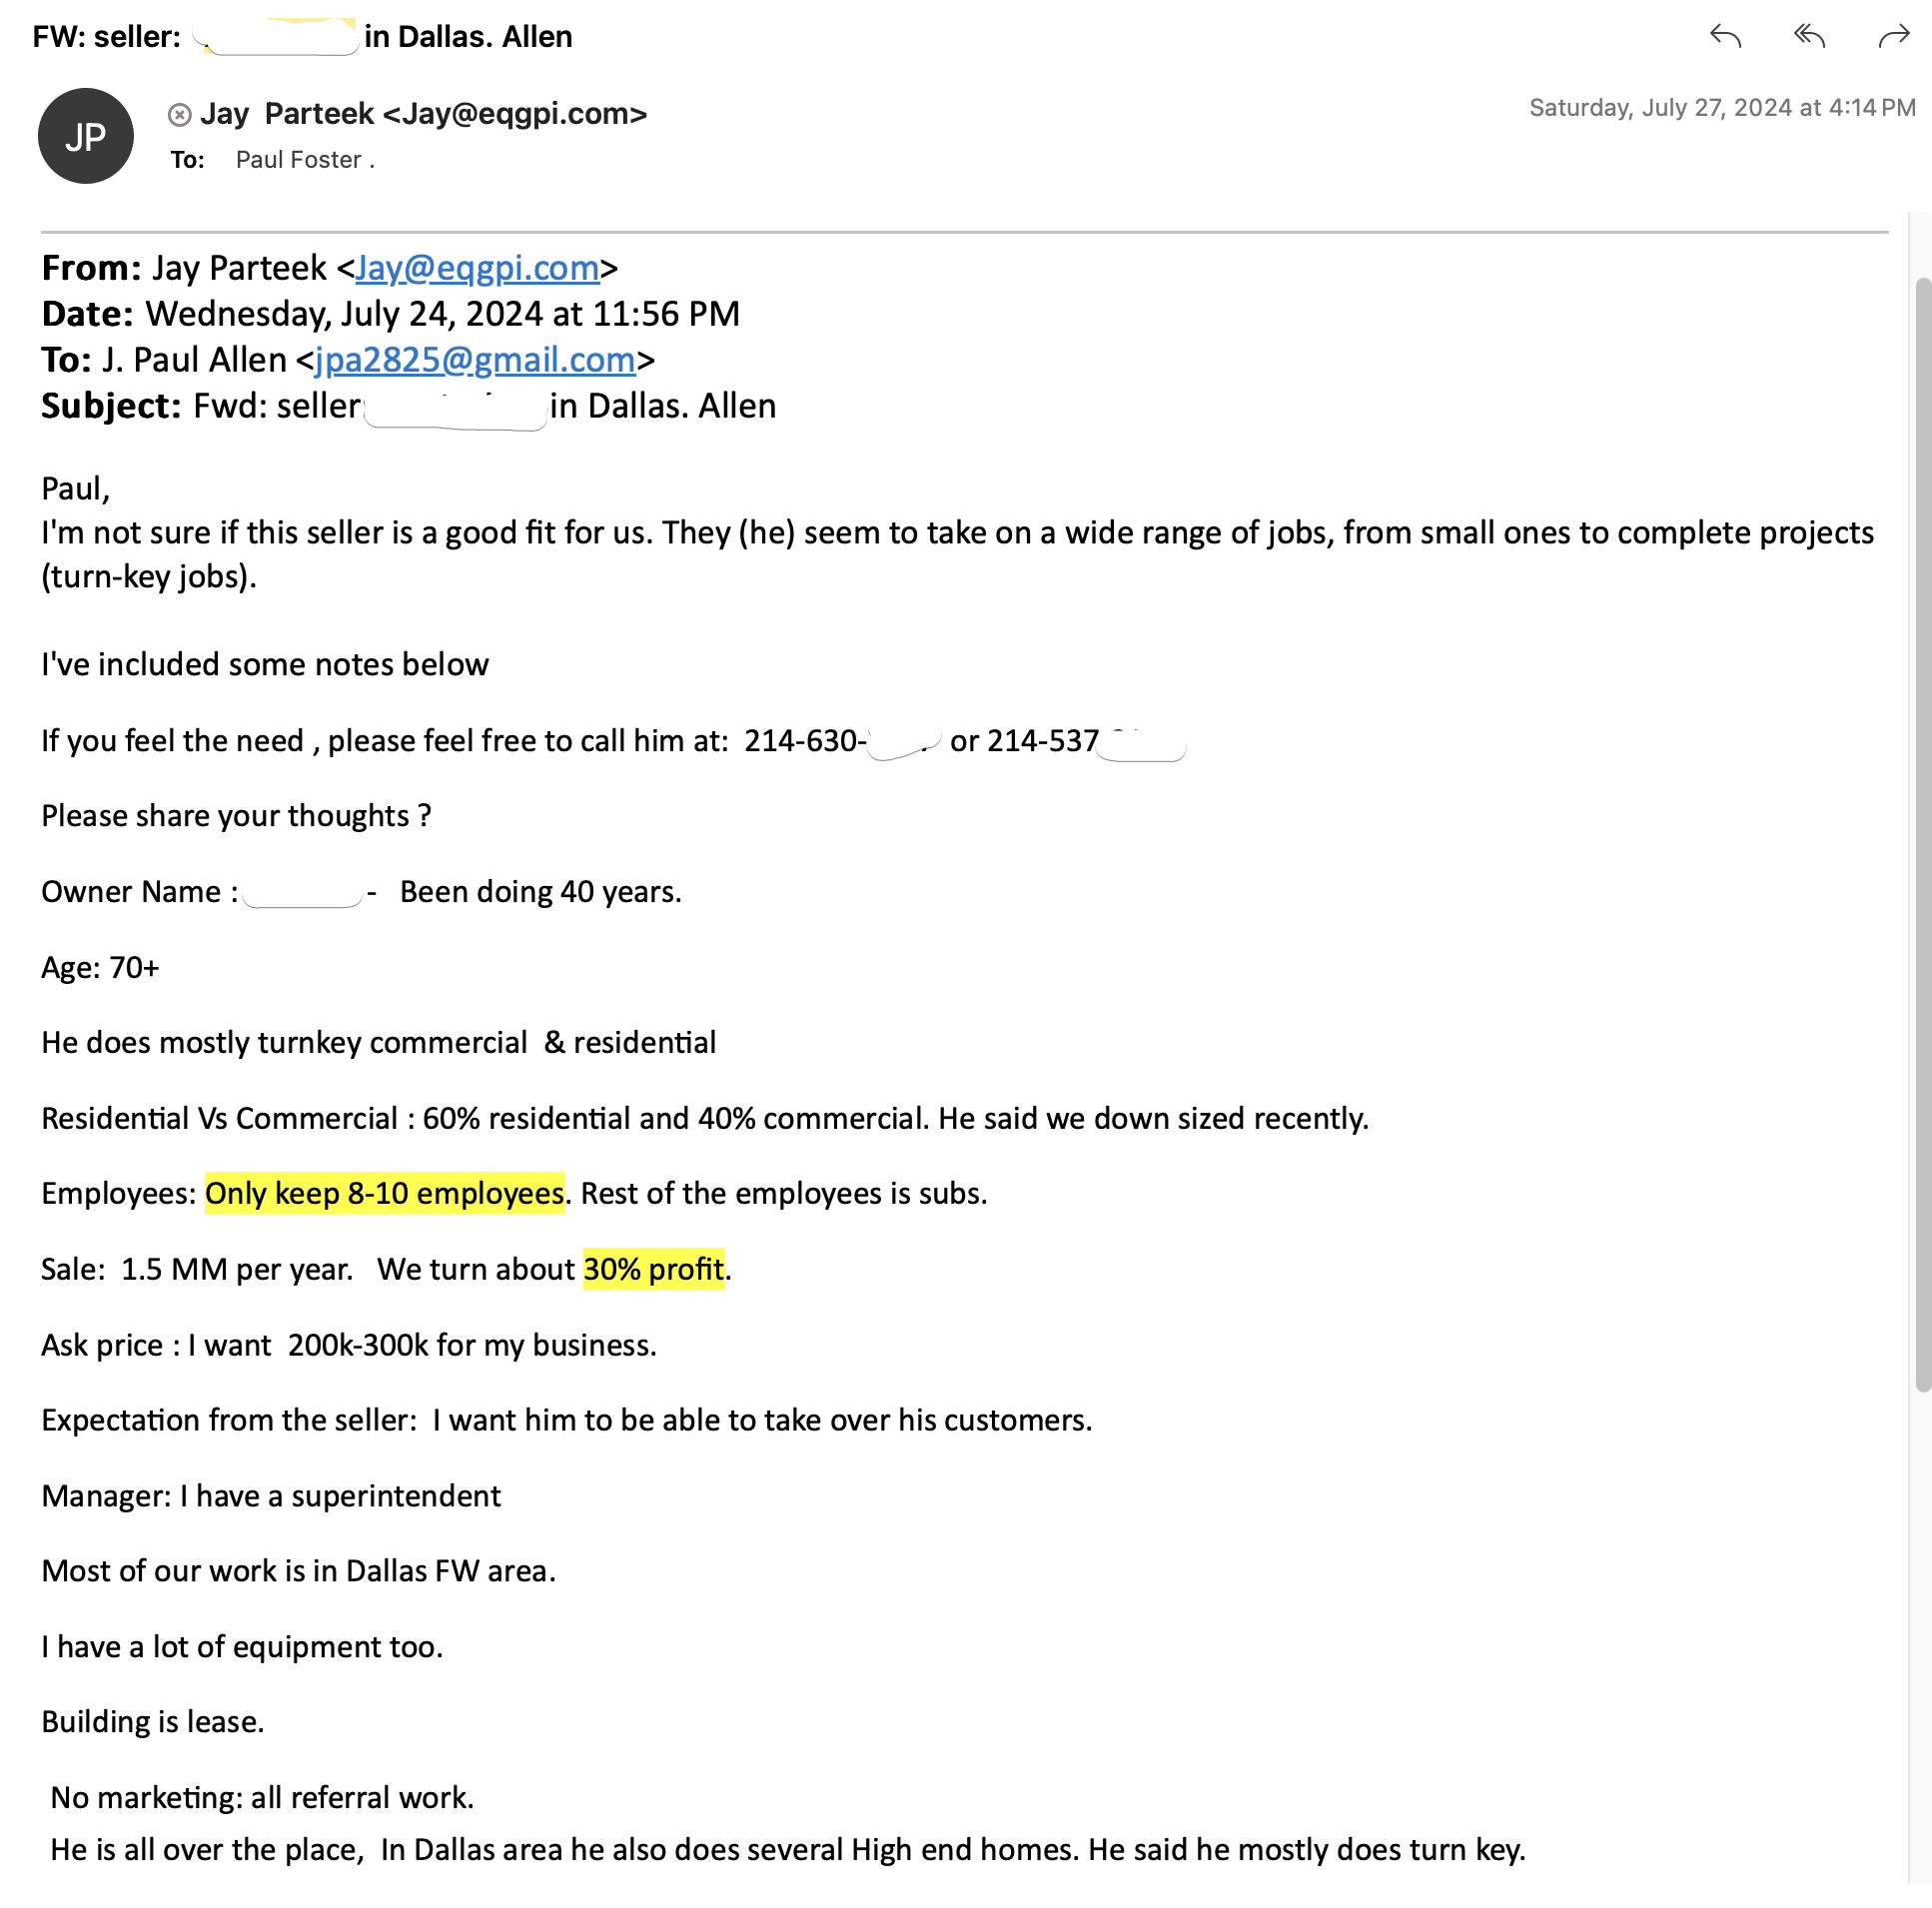 FW: seller: in Dallas. Allen
JP
Jay Parteek <Jay@eqgpi.com>
Saturday, July 27, 2024 at 4:14 PM
To: Paul Foster .
From: Jay Parteek <Jay@eqgpi.com>
Date: Wednesday, July 24, 2024 at 11:56 PM
To: J. Paul Allen <jpa2825@gmail.com>
Subject: Fwd: seller in Dallas. Allen
Paul,
I'm not sure if this seller is a good fit for us. They (he) seem to take on a wide range of jobs, from small ones to complete projects
(turn-key jobs).
I've included some notes below
If you feel the need , please feel free to call him at: 214-630- or 214-537
Please share your thoughts ?
Owner Name : - Been doing 40 years.
Age: 70+
He does mostly turnkey commercial & residential
Residential Vs Commercial : 60% residential and 40% commercial. He said we down sized recently.
Employees: Only keep 8-10 employees. Rest of the employees is subs.
Sale: 1.5 MM per year. We turn about 30% profit.
Ask price : I want 200k-300k for my business.
Expectation from the seller: I want him to be able to take over his customers.
Manager: I have a superintendent
Most of our work is in Dallas FW area.
I have a lot of equipment too.
Building is lease.
No marketing: all referral work.
He is all over the place, In Dallas area he also does several High end homes. He said he mostly does turn key.